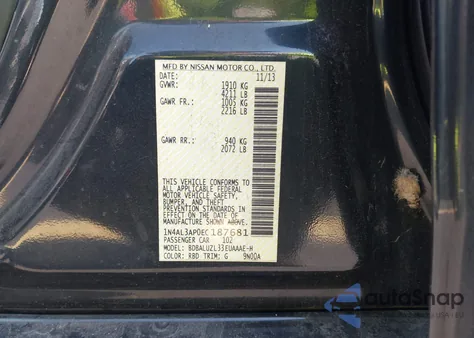 MFD BY NISSAN MOTOR CO., LTD.
DATE: 11/13
GVWR: 1910 KG
4211 LB
GAWR FR: 1005 KG
2216 LB
GAWR RR: 940 KG
2072 LB
THIS VEHICLE CONFORMS TO
ALL APPLICABLE FEDERAL
MOTOR VEHICLE SAFETY,
BUMPER, AND THEFT
PREVENTION STANDARDS IN
EFFECT ON THE DATE OF
MANUFACTURE SHOWN ABOVE.
1N4AL3AP0EC187681
PASSENGER CAR 102
MODEL: BDBALUZL33EUAAAE-H
COLOR: RBD TRIM: G 9N00A
autoSnap